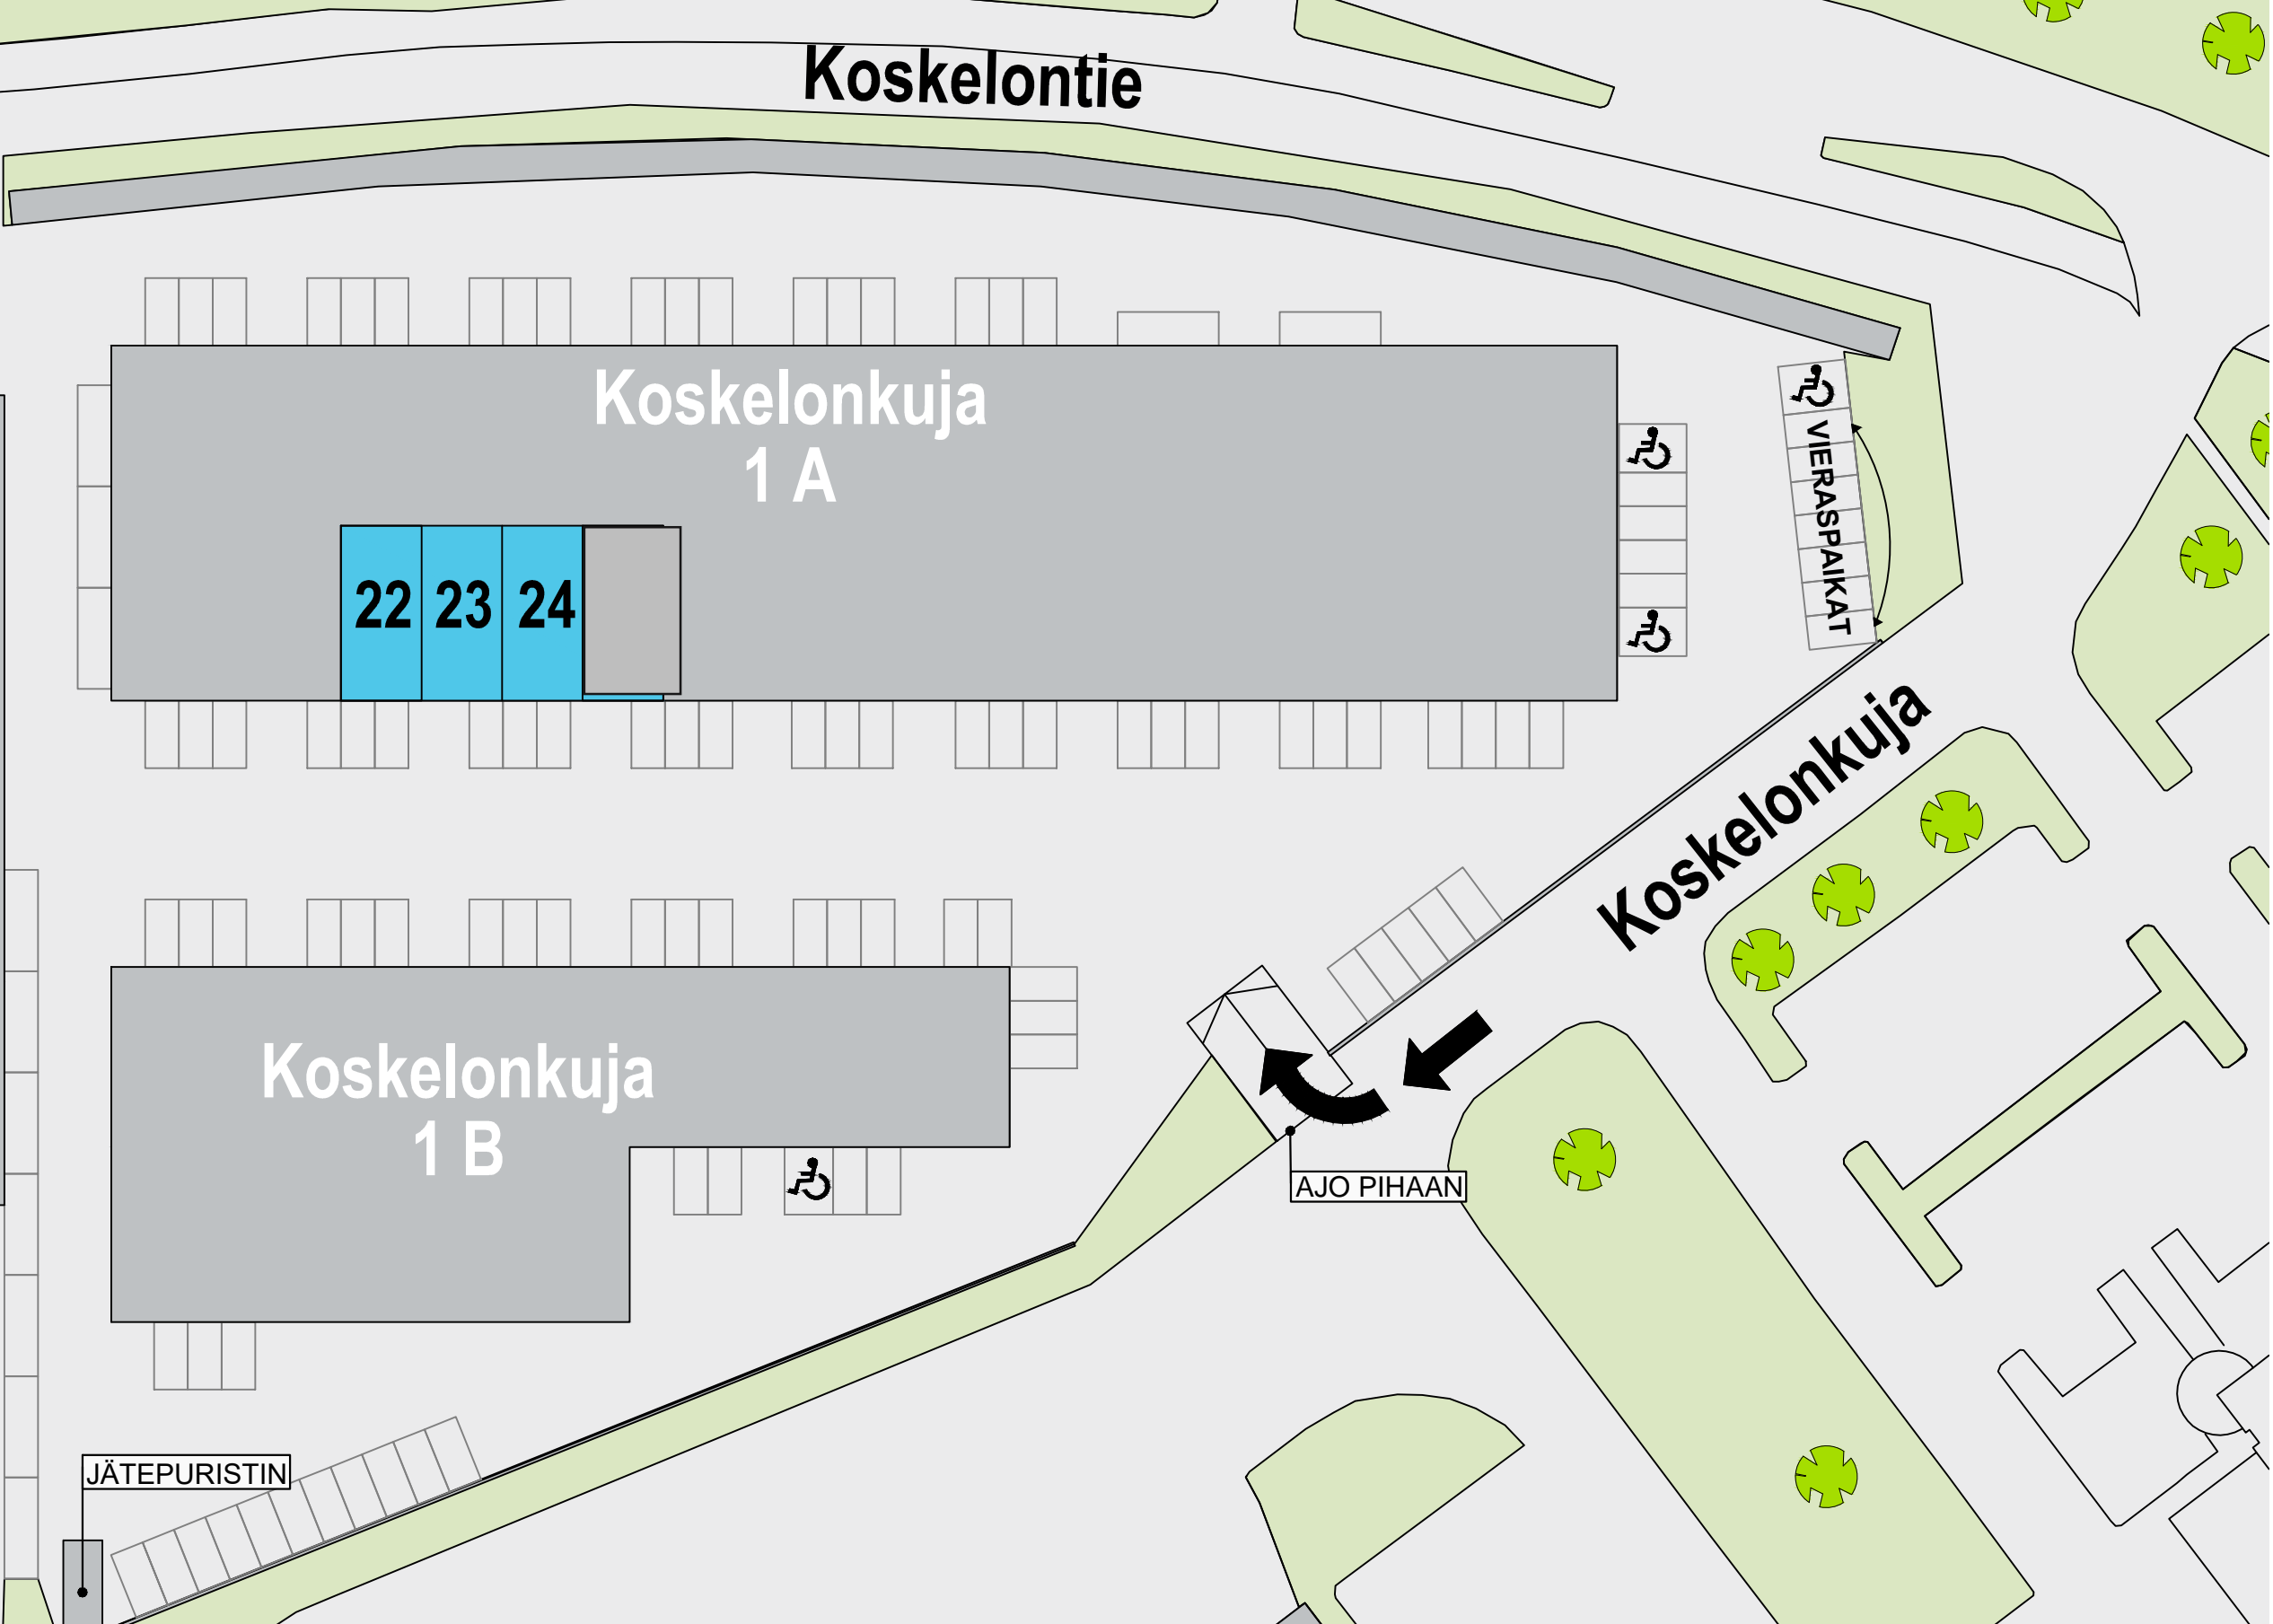 Koskelontie
Koskelonkuja
1 A
VIERASPAIKAT
22 23 24
Koskelonkuja
Koskelonkuja
1 B
AJO PIHAAN
JÄTEPURISTIN